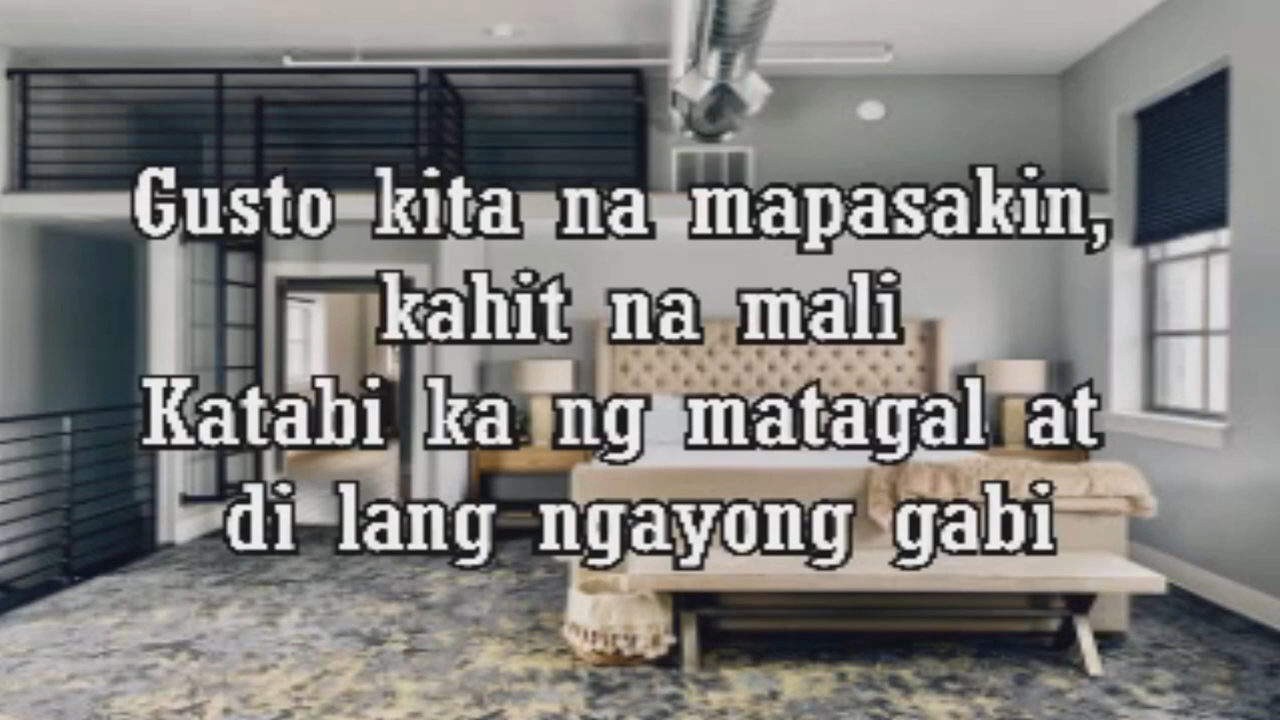 Gusto kita na mapasakin,
kahit na mali
Katabi ka ng matagal at
di lang ngayong gabi